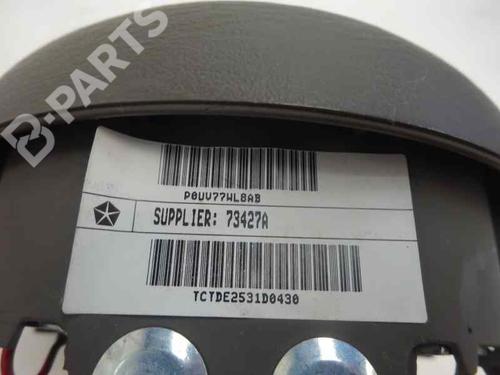 B-PARTS
P0UV77WL8AB
SUPPLIER: 73427A
TCTDE2531D0430